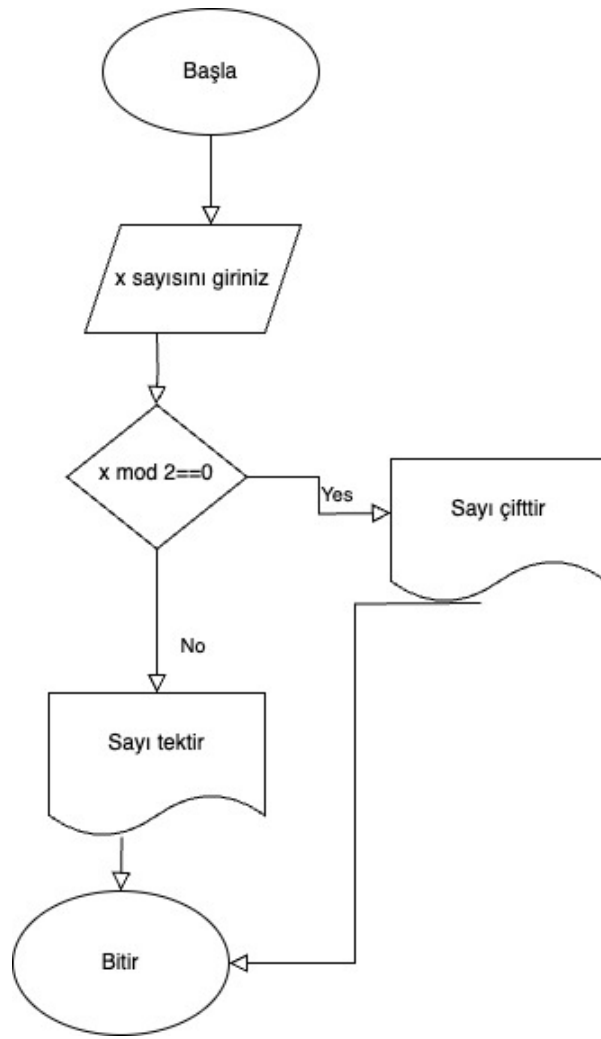 Başla
x sayısını giriniz
x mod 2==0
Yes
Sayı çifttir
No
Sayı tektir
Bitir